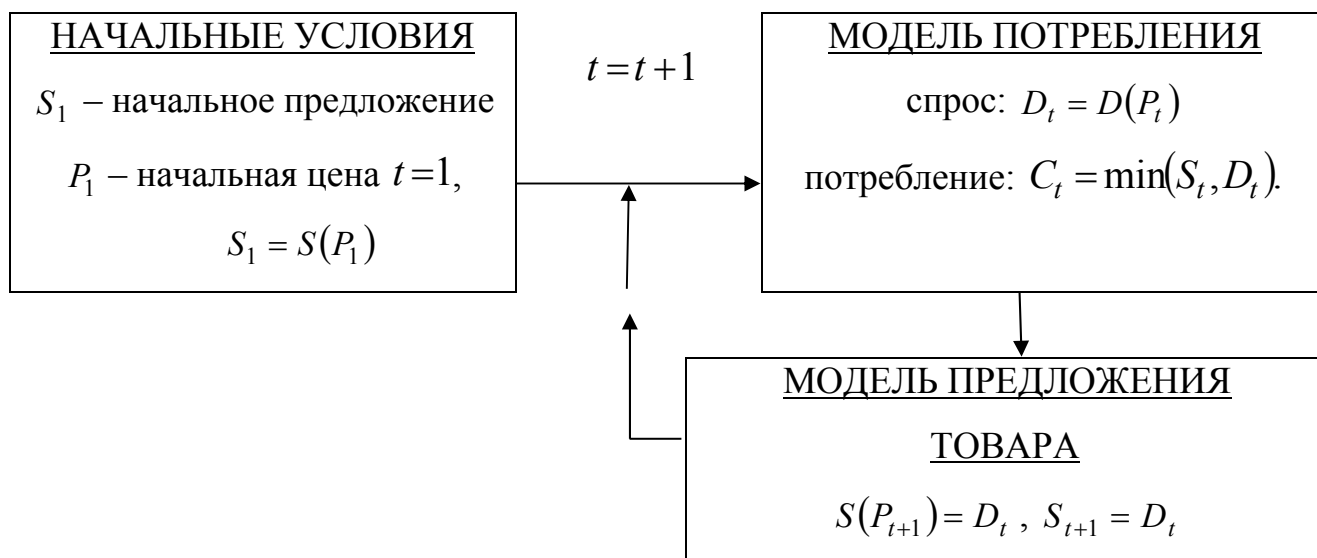 НАЧАЛЬНЫЕ УСЛОВИЯ
S₁ – начальное предложение
P₁ – начальная цена t=1,
S₁ = S(P₁)
t = t + 1
МОДЕЛЬ ПОТРЕБЛЕНИЯ
спрос: Dₜ = D(Pₜ)
потребление: Cₜ = min(Sₜ, Dₜ).
МОДЕЛЬ ПРЕДЛОЖЕНИЯ
ТОВАРА
S(Pₜ₊₁) = Dₜ , Sₜ₊₁ = Dₜ